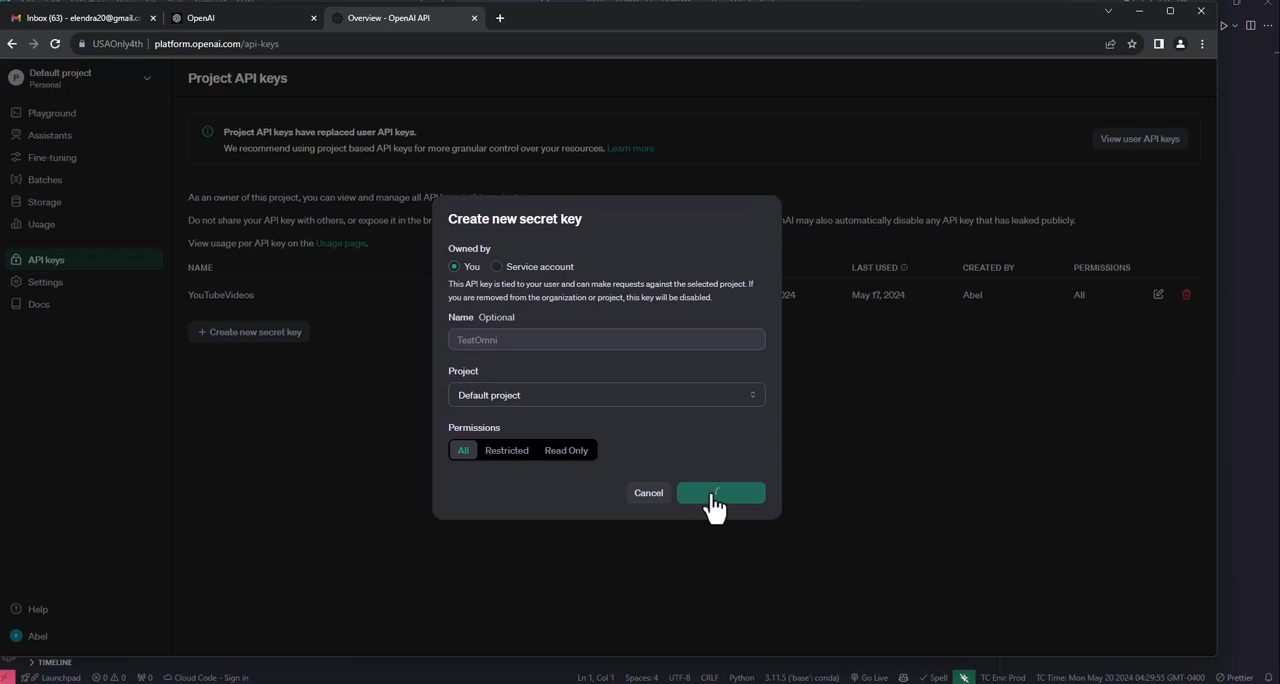 Inbox (63) - elendra20@gmail.c
OpenAI
Overview - OpenAI API
USAOnly4th
platform.openai.com/api-keys
P
Default project
Personal
Playground
Assistants
Fine-tuning
Batches
Storage
Usage
API keys
Settings
Docs
Help
Abel
Project API keys
Project API keys have replaced user API keys.
We recommend using project based API keys for more granular control over your resources. Learn more
View user API keys
As an owner of this project, you can view and manage all API
Do not share your API key with others, or expose it in the
AI may also automatically disable any API key that has leaked publicly.
View usage per API key on the Usage page.
NAME
LAST USED
CREATED BY
PERMISSIONS
YouTubeVideos
024
May 17, 2024
Abel
All
+ Create new secret key
Create new secret key
Owned by
You
Service account
This API key is tied to your user and can make requests against the selected project. If
you are removed from the organization or project, this key will be disabled.
Name Optional
TestOmni
Project
Default project
Permissions
All
Restricted
Read Only
Cancel
TIMELINE
Launchpad
0
0
0
Cloud Code - Sign in
Ln 1, Col 1
Spaces: 4
UTF-8
CRLF
Python
3.11.5 ('base': conda)
Go Live
Spell
TC Env: Prod
TC Time: Mon May 20 2024 04:29:55 GMT-0400
Prettier